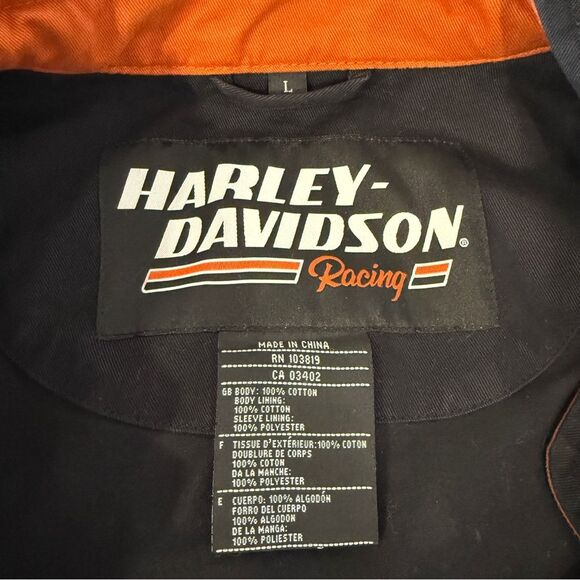 L
HARLEY-
DAVIDSON®
Racing
MADE IN CHINA
RN 103819
CA 03402
GB BODY: 100% COTTON
BODY LINING:
100% COTTON
SLEEVE LINING:
100% POLYESTER
F TISSUE D'EXTÉRIEUR:100% COTON
DOUBLURE DE CORPS
100% COTON
DA LA MANCHE:
100% POLYESTER
E CUERPO: 100% ALGODÓN
FORRO DEL CUERPO
100% ALGODÓN
DE LA MANGA:
100% POLIESTER